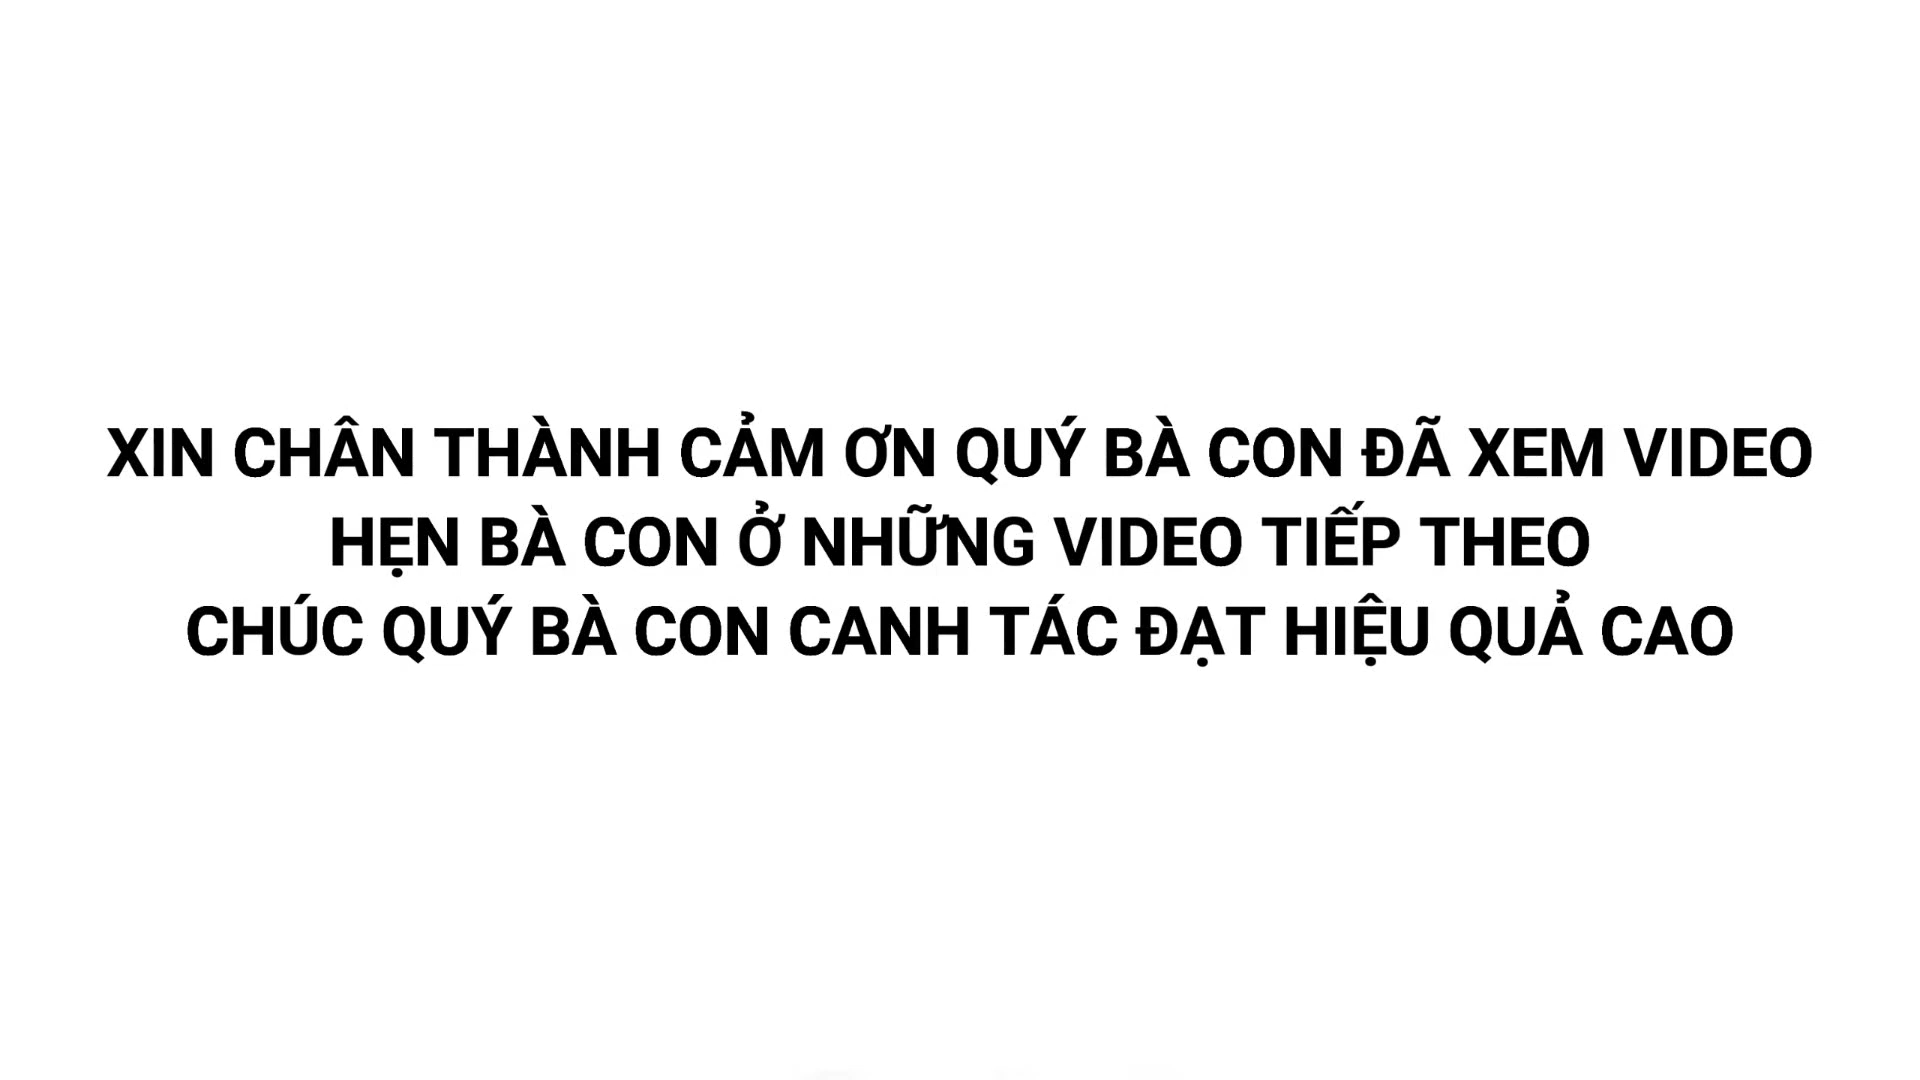 XIN CHÂN THÀNH CẢM ƠN QUÝ BÀ CON ĐÃ XEM VIDEO
HẸN BÀ CON Ở NHỮNG VIDEO TIẾP THEO
CHÚC QUÝ BÀ CON CANH TÁC ĐẠT HIỆU QUẢ CAO